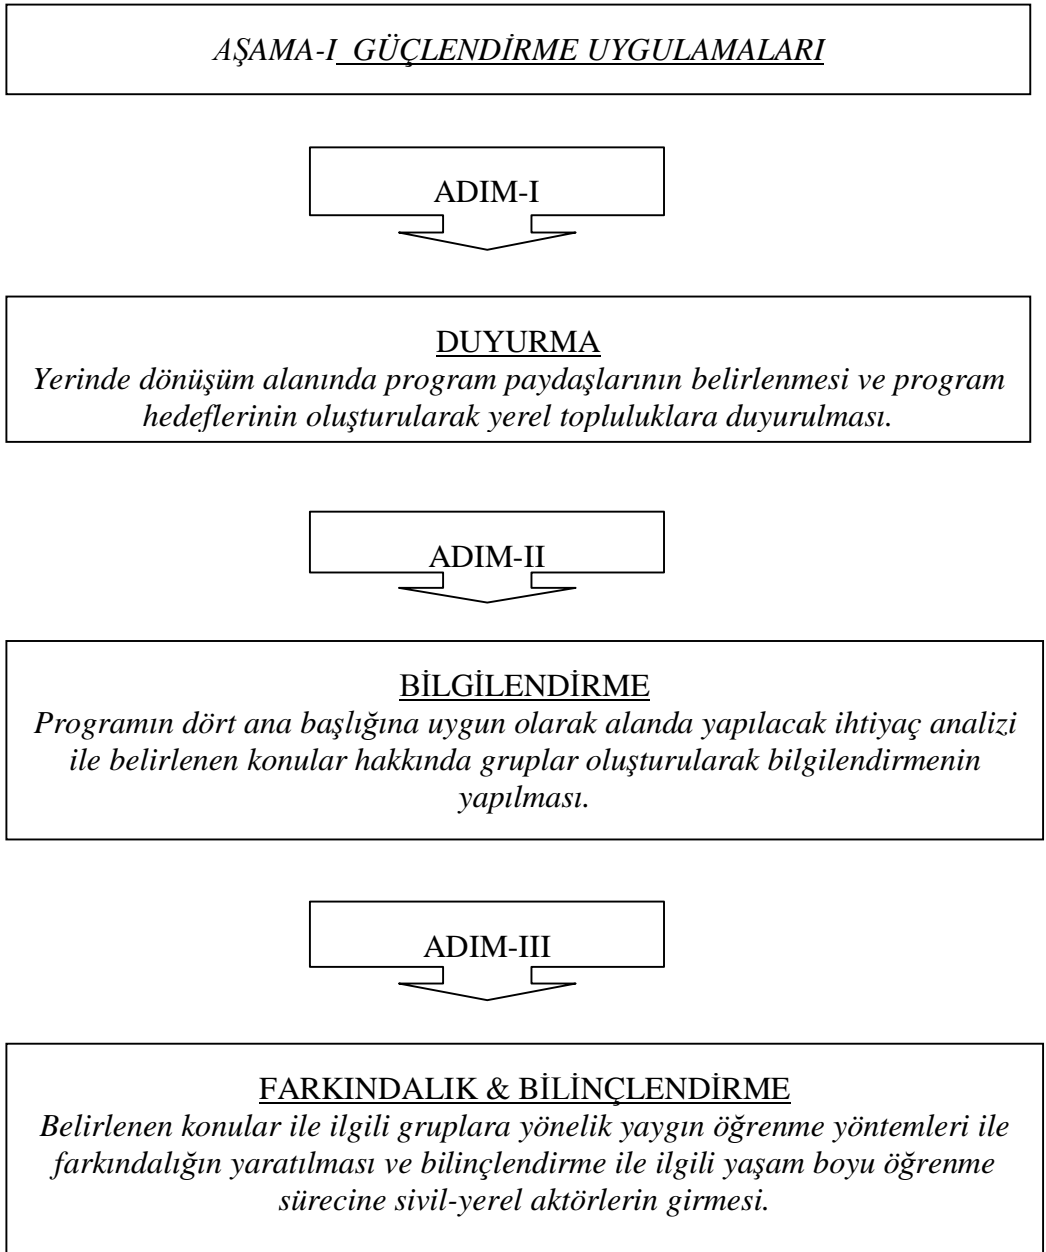 AŞAMA-I GÜÇLENDİRME UYGULAMALARI
ADIM-I
DUYURMA
Yerinde dönüşüm alanında program paydaşlarının belirlenmesi ve program
hedeflerinin oluşturularak yerel topluluklara duyurulması.
ADIM-II
BİLGİLENDİRME
Programın dört ana başlığına uygun olarak alanda yapılacak ihtiyaç analizi
ile belirlenen konular hakkında gruplar oluşturularak bilgilendirmenin
yapılması.
ADIM-III
FARKINDALIK & BİLİNÇLENDİRME
Belirlenen konular ile ilgili gruplara yönelik yaygın öğrenme yöntemleri ile
farkındalığın yaratılması ve bilinçlendirme ile ilgili yaşam boyu öğrenme
sürecine sivil-yerel aktörlerin girmesi.